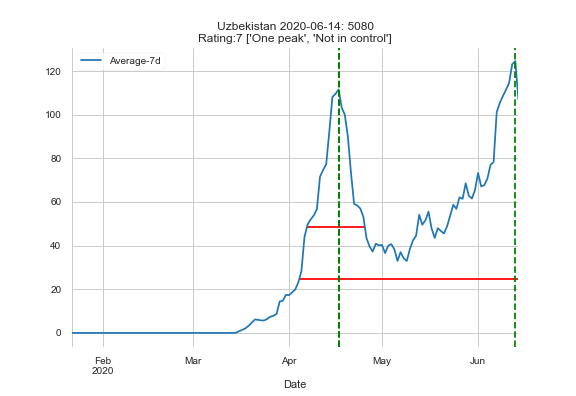 Uzbekistan 2020-06-14: 5080
Rating:7 ['One peak', 'Not in control']
Average-7d
120
100
80
60
40
20
0
Feb
2020
Mar
Apr
May
Jun
Date